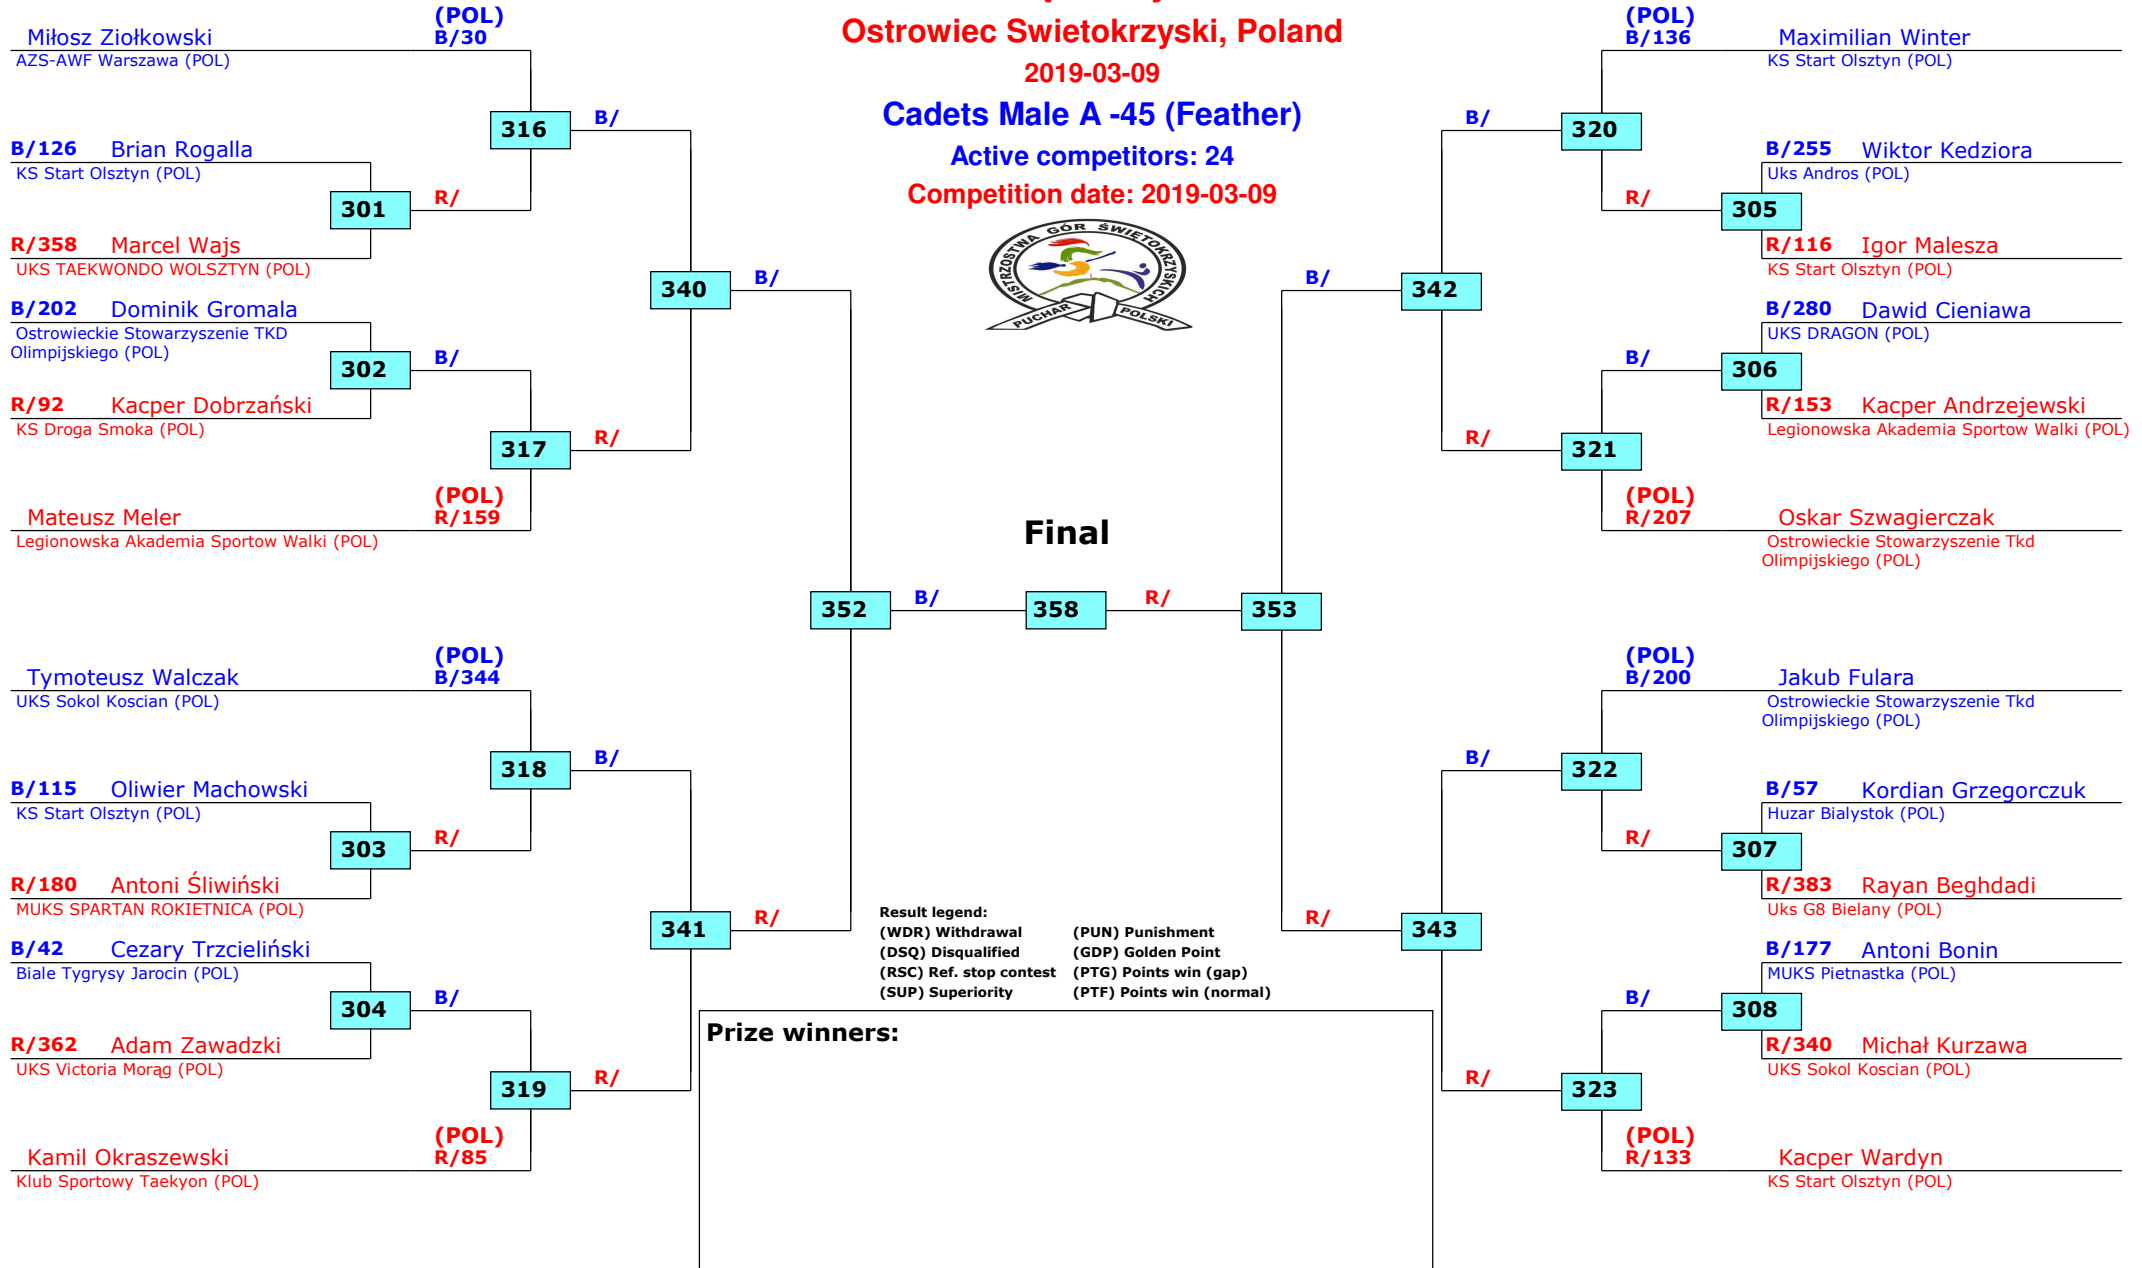 Ostrowiec Swietokrzyski, Poland
2019-03-09
Cadets Male A -45 (Feather)
Active competitors: 24
Competition date: 2019-03-09
MISTRZOSTWA GÓR ŚWIETOKRZYSKICH
PUCHAR POLSKI
(POL)
Miłosz Ziołkowski B/30
AZS-AWF Warszawa (POL)
316 B/
B/126 Brian Rogalla
KS Start Olsztyn (POL)
301 R/
R/358 Marcel Wajs
UKS TAEKWONDO WOLSZTYN (POL)
340 B/
B/202 Dominik Gromala
Ostrowieckie Stowarzyszenie TKD
Olimpijskiego (POL)
302 B/
R/92 Kacper Dobrzański
KS Droga Smoka (POL)
317 R/
(POL)
Mateusz Meler R/159
Legionowska Akademia Sportow Walki (POL)
352 B/
(POL)
Tymoteusz Walczak B/344
UKS Sokol Koscian (POL)
318 B/
B/115 Oliwier Machowski
KS Start Olsztyn (POL)
303 R/
R/180 Antoni Śliwiński
MUKS SPARTAN ROKIETNICA (POL)
341 R/
B/42 Cezary Trzcieliński
Biale Tygrysy Jarocin (POL)
304 B/
R/362 Adam Zawadzki
UKS Victoria Morąg (POL)
319 R/
(POL)
Kamil Okraszewski R/85
Klub Sportowy Taekyon (POL)
Final
358
(POL)
B/136 Maximilian Winter
KS Start Olsztyn (POL)
B/ 320
B/255 Wiktor Kedziora
Uks Andros (POL)
R/ 305
R/116 Igor Malesza
KS Start Olsztyn (POL)
B/ 342
B/280 Dawid Cieniawa
UKS DRAGON (POL)
B/ 306
R/153 Kacper Andrzejewski
Legionowska Akademia Sportow Walki (POL)
R/ 321
(POL)
R/207 Oskar Szwagierczak
Ostrowieckie Stowarzyszenie Tkd
Olimpijskiego (POL)
R/ 353
(POL)
B/200 Jakub Fulara
Ostrowieckie Stowarzyszenie Tkd
Olimpijskiego (POL)
B/ 322
B/57 Kordian Grzegorczuk
Huzar Bialystok (POL)
R/ 307
R/383 Rayan Beghdadi
Uks G8 Bielany (POL)
R/ 343
B/177 Antoni Bonin
MUKS Pietnastka (POL)
B/ 308
R/340 Michał Kurzawa
UKS Sokol Koscian (POL)
R/ 323
(POL)
R/133 Kacper Wardyn
KS Start Olsztyn (POL)
Result legend:
(WDR) Withdrawal (PUN) Punishment
(DSQ) Disqualified (GDP) Golden Point
(RSC) Ref. stop contest (PTG) Points win (gap)
(SUP) Superiority (PTF) Points win (normal)
Prize winners: